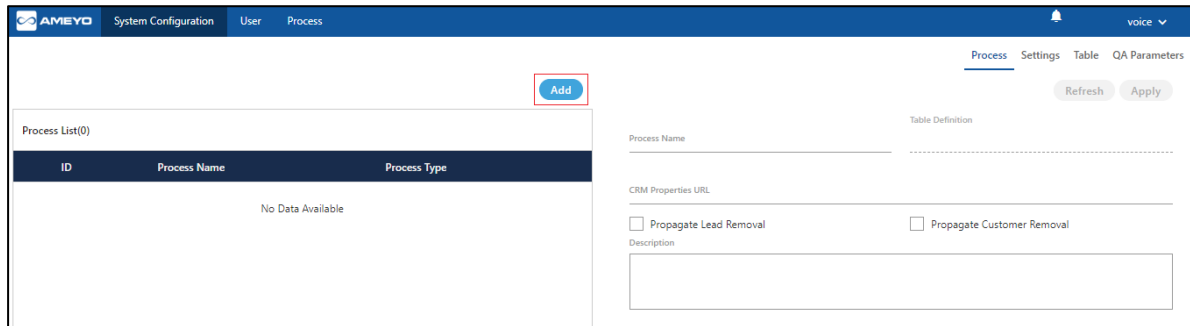 AMEYO System Configuration User Process voice
Process Settings Table QA Parameters
Add
Refresh Apply
Process List(0)
ID Process Name Process Type
No Data Available
Process Name
Table Definition
CRM Properties URL
Propagate Lead Removal
Propagate Customer Removal
Description